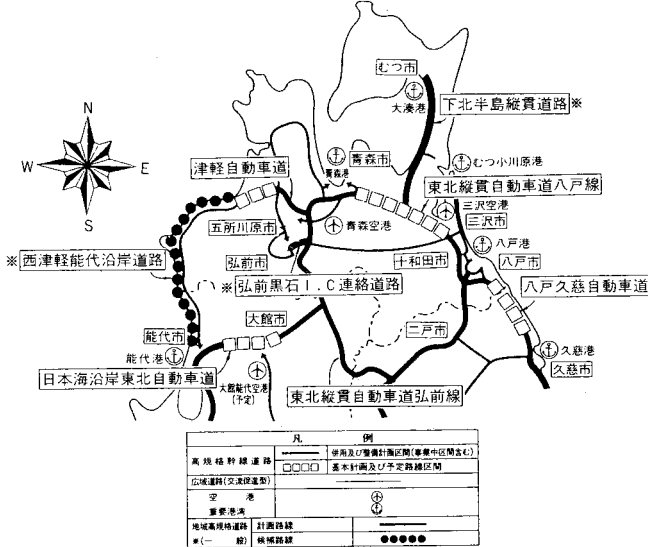 むつ市
大湊港
下北半島縦貫道路※
N
W
E
S
津軽自動車道
青森港
青森市
むつ小川原港
東北縦貫自動車道八戸線
三沢空港
三沢市
五所川原市
青森空港
八戸港
八戸市
弘前市
十和田市
※西津軽能代沿岸道路
※弘前黒石I.C連絡道路
八戸久慈自動車道
大館市
二戸市
能代市
能代港
久慈港
久慈市
日本海沿岸東北自動車道
大館能代空港
(予定)
東北縦貫自動車道弘前線
凡 例
高規格幹線道路
併用及び整備計画区間(事業中区間含む)
基本計画及び予定路線区間
広域道路(交流促進型)
空 港
重要港湾
地域高規格道路 計画路線
※(一 般) 候補路線